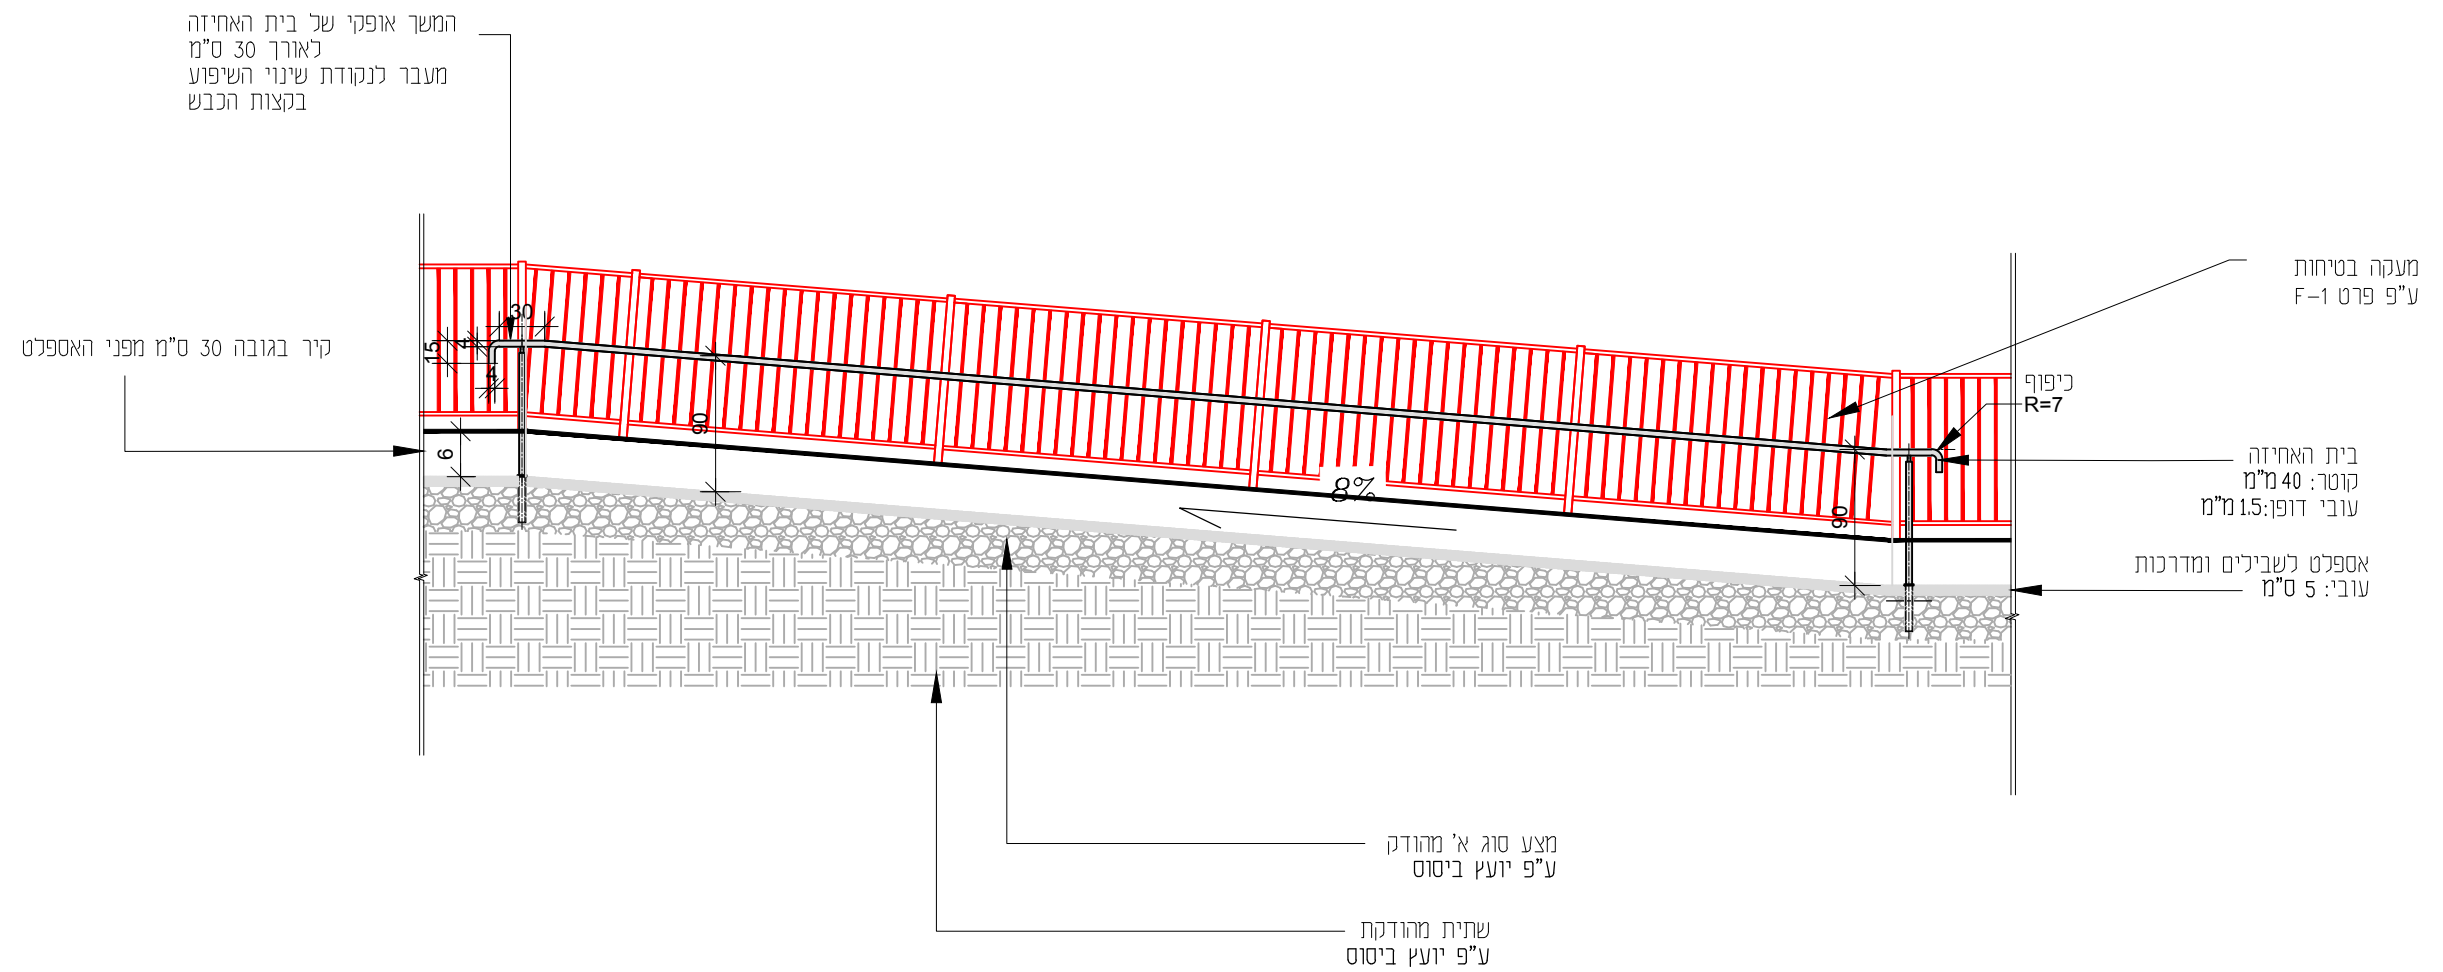 המשך אופקי של בית האחיזה
לאורך 30 ס"מ
מעבר לנקודת שינוי השיפוע
בקצות הכבש
קיר בגובה 30 ס"מ מפני האספלט
30
15
4
4
90
6
8%
90
מעקה בטיחות
ע"פ פרט F-1
כיפוף
R=7
בית האחיזה
קוטר: 40 מ"מ
עובי דופן:1.5 מ"מ
אספלט לשבילים ומדרכות
עובי: 5 ס"מ
מצע סוג א' מהודק
ע"פ יועץ ביסוס
שתית מהודקת
ע"פ יועץ ביסוס